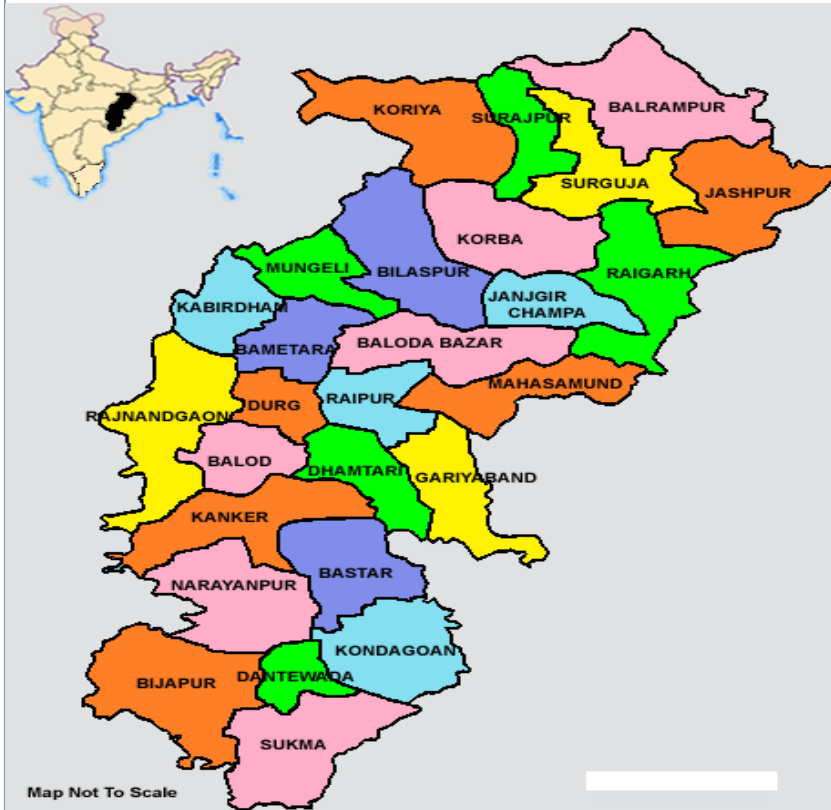 KORIYA
SURAJPUR
BALRAMPUR
SURGUJA
JASHPUR
KORBA
MUNGELI
BILASPUR
RAIGARH
KABIRDHAM
JANJGIR
CHAMPA
BAMETARA
BALODA BAZAR
MAHASAMUND
RAJNANDGAON
DURG
RAIPUR
BALOD
DHAMTARI
GARIYABAND
KANKER
NARAYANPUR
BASTAR
KONDAGOAN
BIJAPUR
DANTEWADA
SUKMA
Map Not To Scale